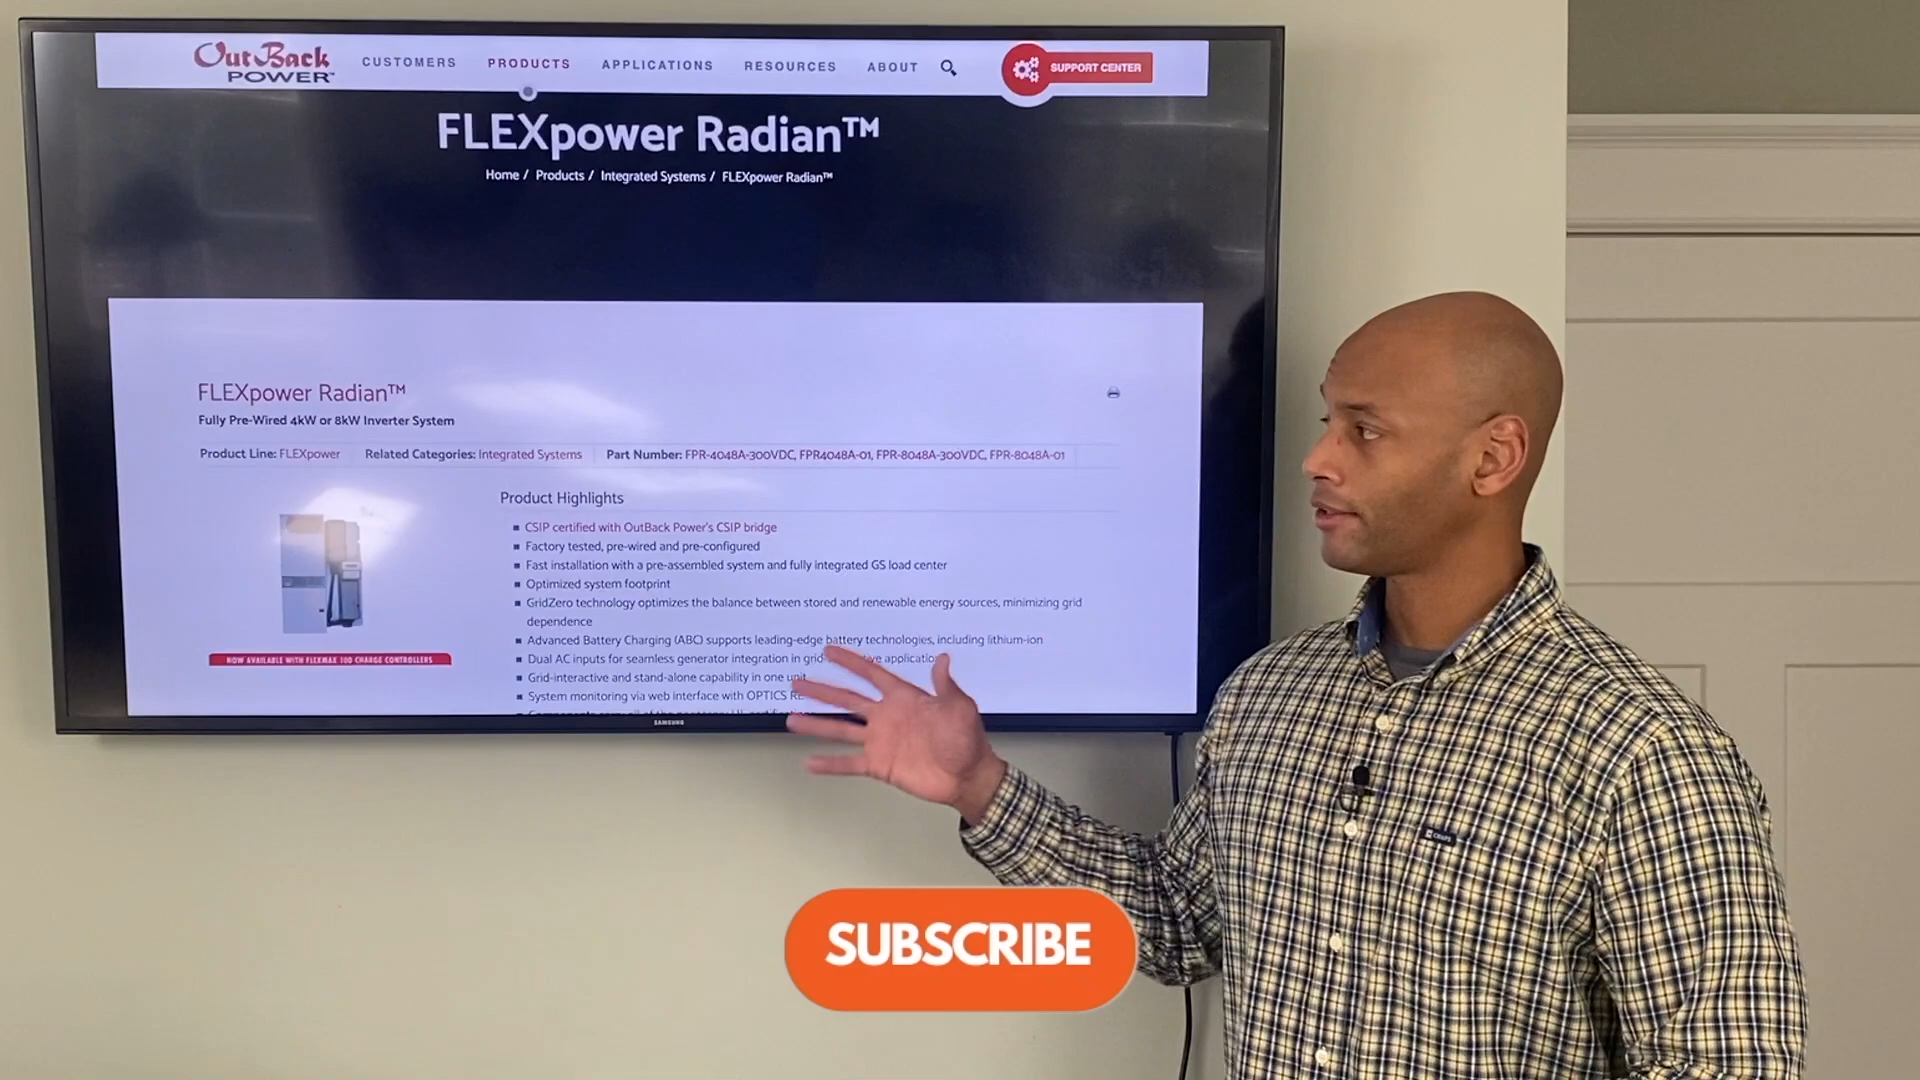 OutBack
POWER™
CUSTOMERS PRODUCTS APPLICATIONS RESOURCES ABOUT
SUPPORT CENTER
FLEXpower Radian™
Home / Products / Integrated Systems / FLEXpower Radian™
FLEXpower Radian™
Fully Pre-Wired 4kW or 8kW Inverter System
Product Line: FLEXpower Related Categories: Integrated Systems Part Number: FPR-4048A-300VDC, FPR4048A-01, FPR-8048A-300VDC, FPR-8048A-01
Product Highlights
CSIP certified with OutBack Power's CSIP bridge
Factory tested, pre-wired and pre-configured
Fast installation with a pre-assembled system and fully integrated GS load center
Optimized system footprint
GridZero technology optimizes the balance between stored and renewable energy sources, minimizing grid
dependence
Advanced Battery Charging (ABC) supports leading-edge battery technologies, including lithium-ion
Dual AC inputs for seamless generator integration in grid
Grid-interactive and stand-alone capability in one unit
System monitoring via web interface with OPTICS
NOW AVAILABLE WITH FLEXMAX 100 CHARGE CONTROLLERS
SAMSUNG
CHAPS
SUBSCRIBE